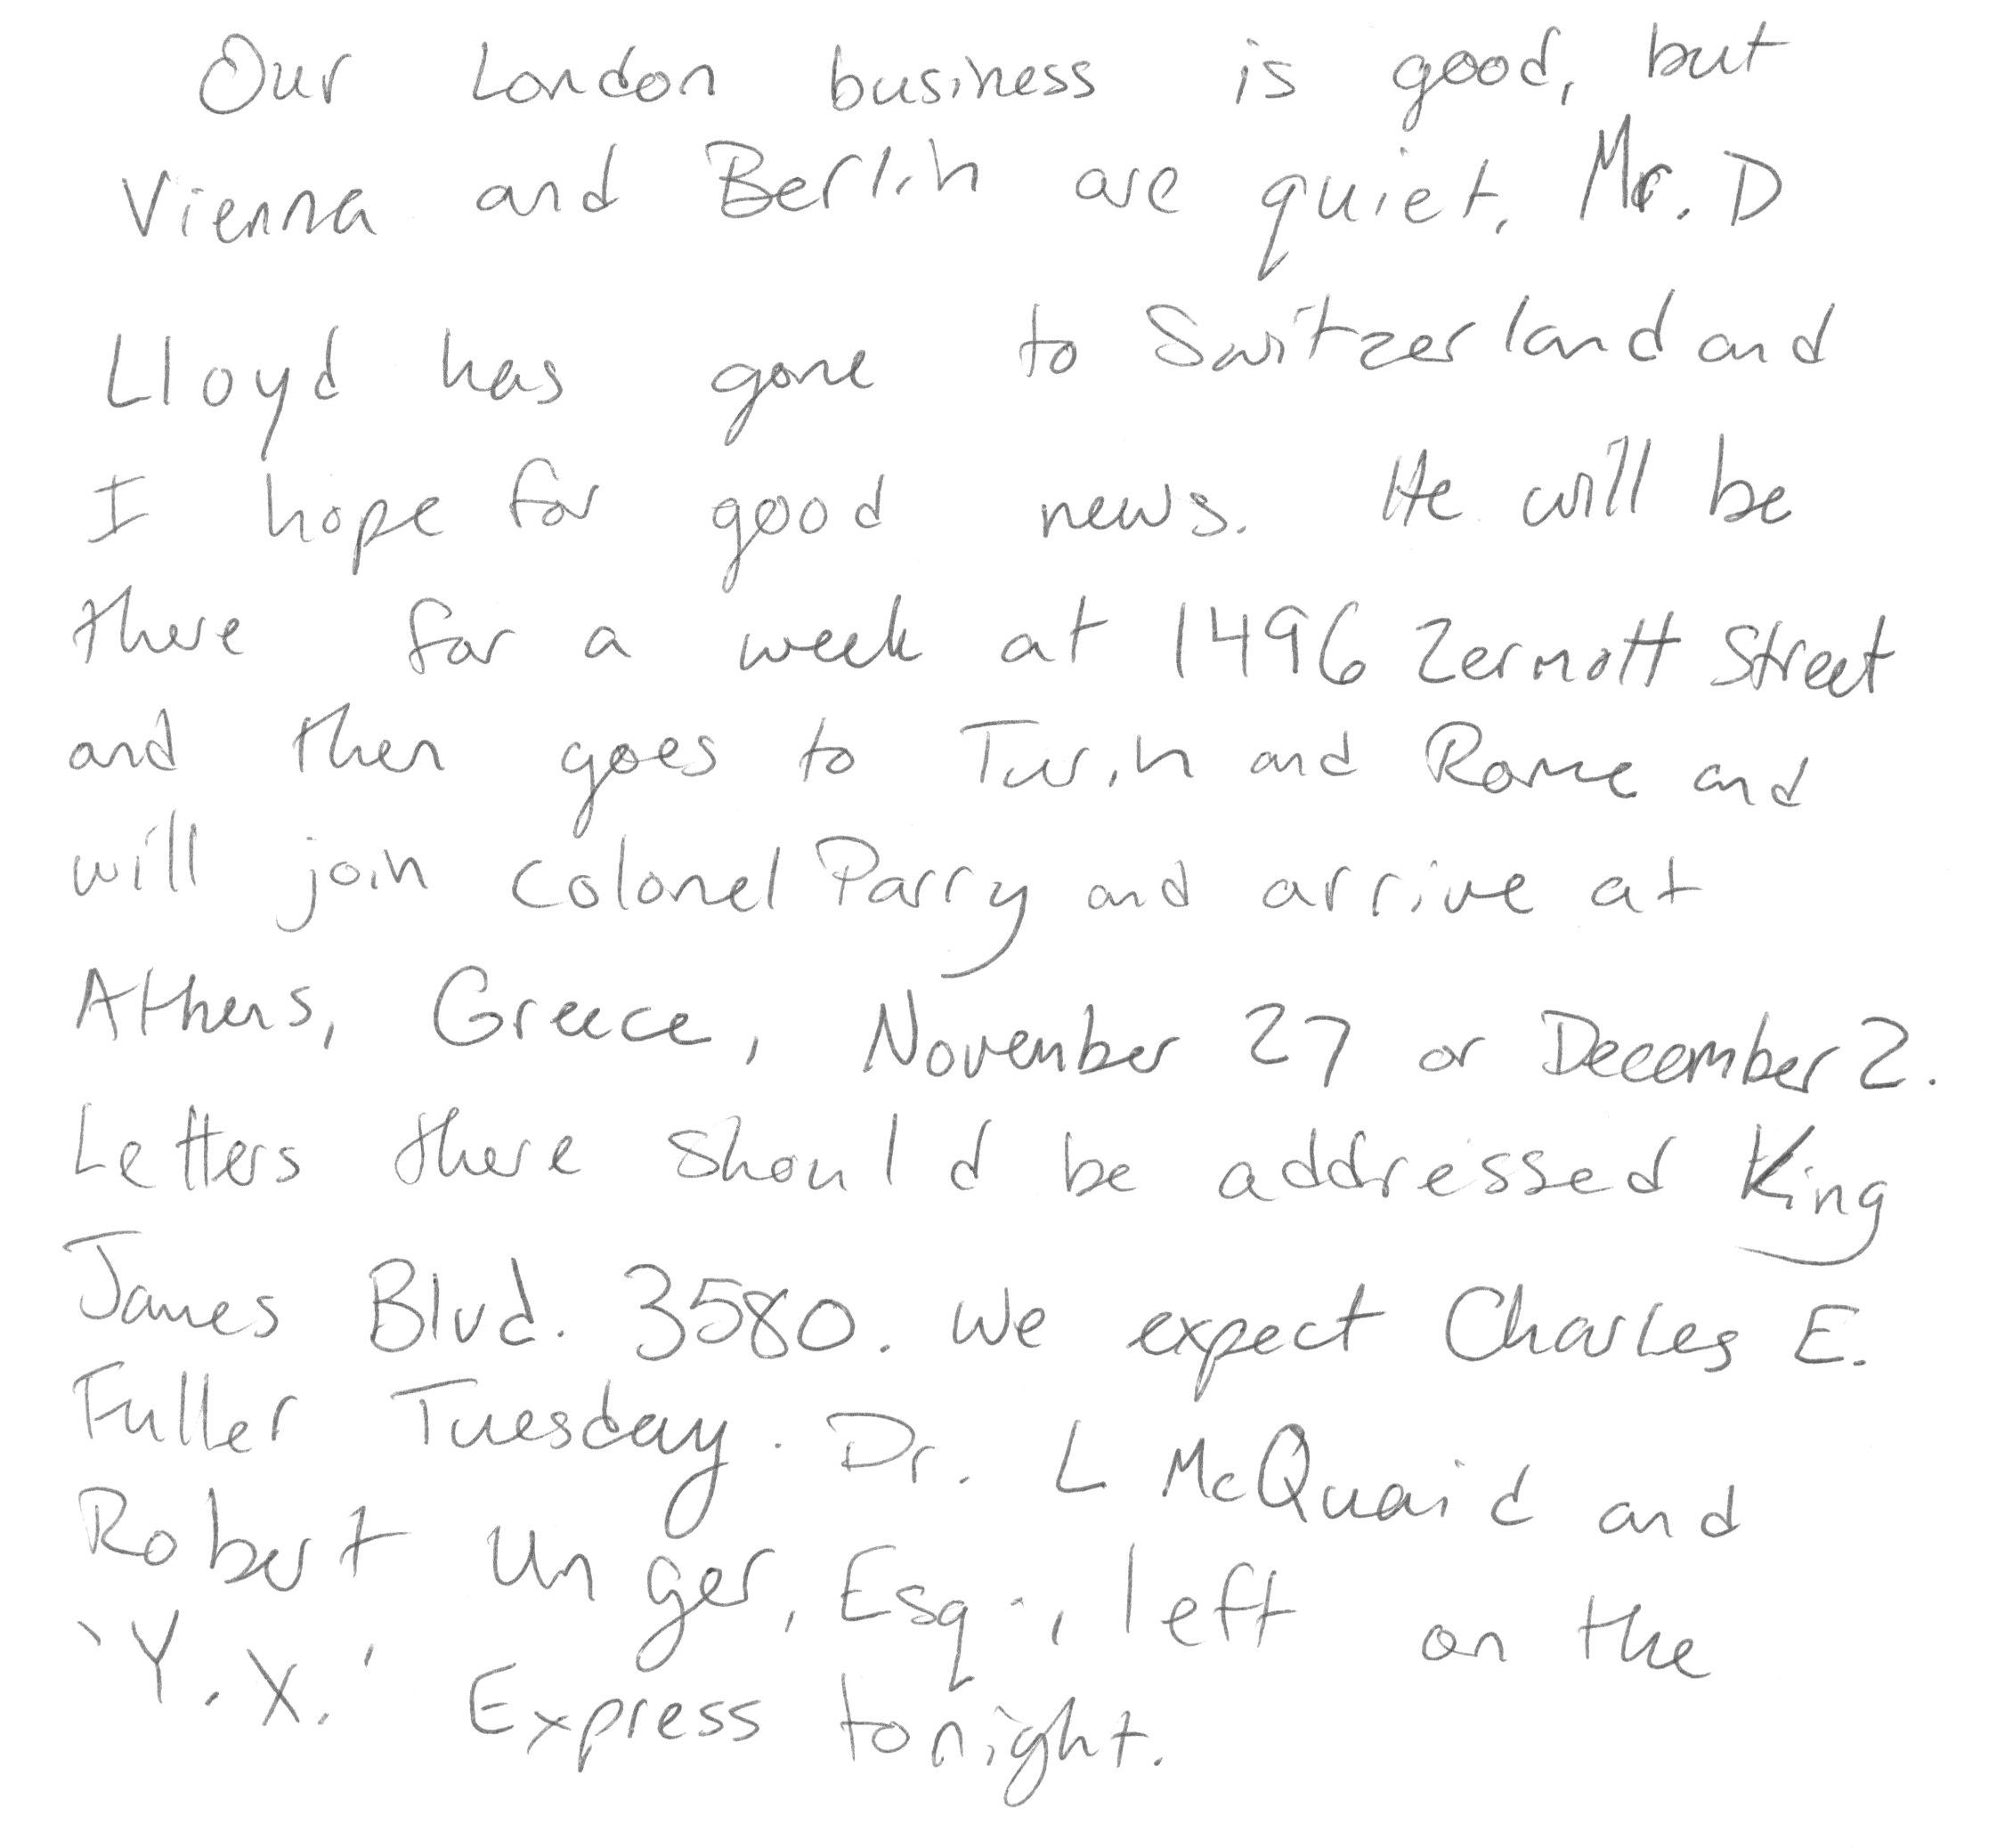 Our London business is good, but
Vienna and Berlin are quiet. Mr. D
Lloyd has gone to Switzerland and
I hope for good news. He will be
there for a week at 1496 Zermott Street
and then goes to Turin and Rome and
will join Colonel Parry and arrive at
Athens, Greece, November 27 or December 2.
Letters there should be addressed King
James Blvd. 3580. We expect Charles E.
Fuller Tuesday. Dr. L McQuaid and
Robert Unger, Esq., left on the
'Y.X.' Express tonight.